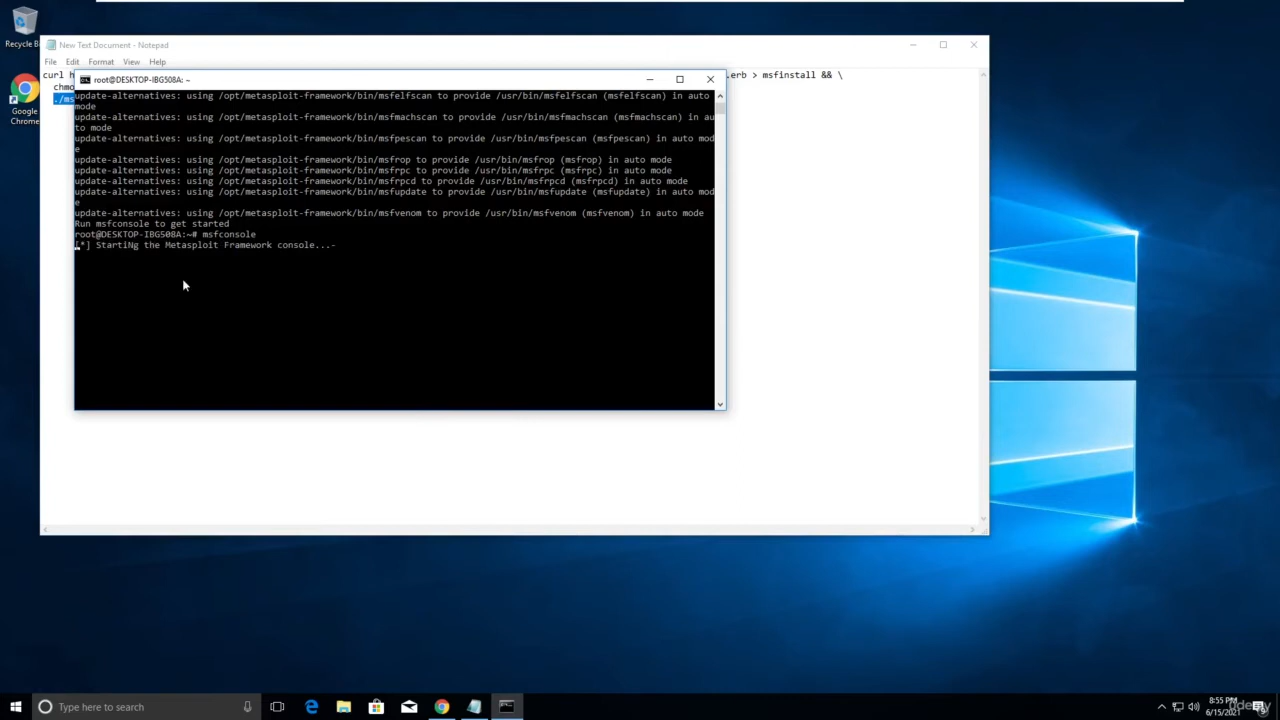 Recycle B
Google
Chrome
New Text Document - Notepad
File Edit Format View Help
curl h
.erb > msfinstall && \
chmo
./ms
root@DESKTOP-IBG508A: ~
update-alternatives: using /opt/metasploit-framework/bin/msfelfscan to provide /usr/bin/msfelfscan (msfelfscan) in auto
mode
update-alternatives: using /opt/metasploit-framework/bin/msfmachscan to provide /usr/bin/msfmachscan (msfmachscan) in au
to mode
update-alternatives: using /opt/metasploit-framework/bin/msfpescan to provide /usr/bin/msfpescan (msfpescan) in auto mod
e
update-alternatives: using /opt/metasploit-framework/bin/msfrop to provide /usr/bin/msfrop (msfrop) in auto mode
update-alternatives: using /opt/metasploit-framework/bin/msfrpc to provide /usr/bin/msfrpc (msfrpc) in auto mode
update-alternatives: using /opt/metasploit-framework/bin/msfrpcd to provide /usr/bin/msfrpcd (msfrpcd) in auto mode
update-alternatives: using /opt/metasploit-framework/bin/msfupdate to provide /usr/bin/msfupdate (msfupdate) in auto mod
e
update-alternatives: using /opt/metasploit-framework/bin/msfvenom to provide /usr/bin/msfvenom (msfvenom) in auto mode
Run msfconsole to get started
root@DESKTOP-IBG508A:~# msfconsole
[*] StartiNg the Metasploit Framework console...-
Type here to search
8:55 PM
6/15/2021
Udemy